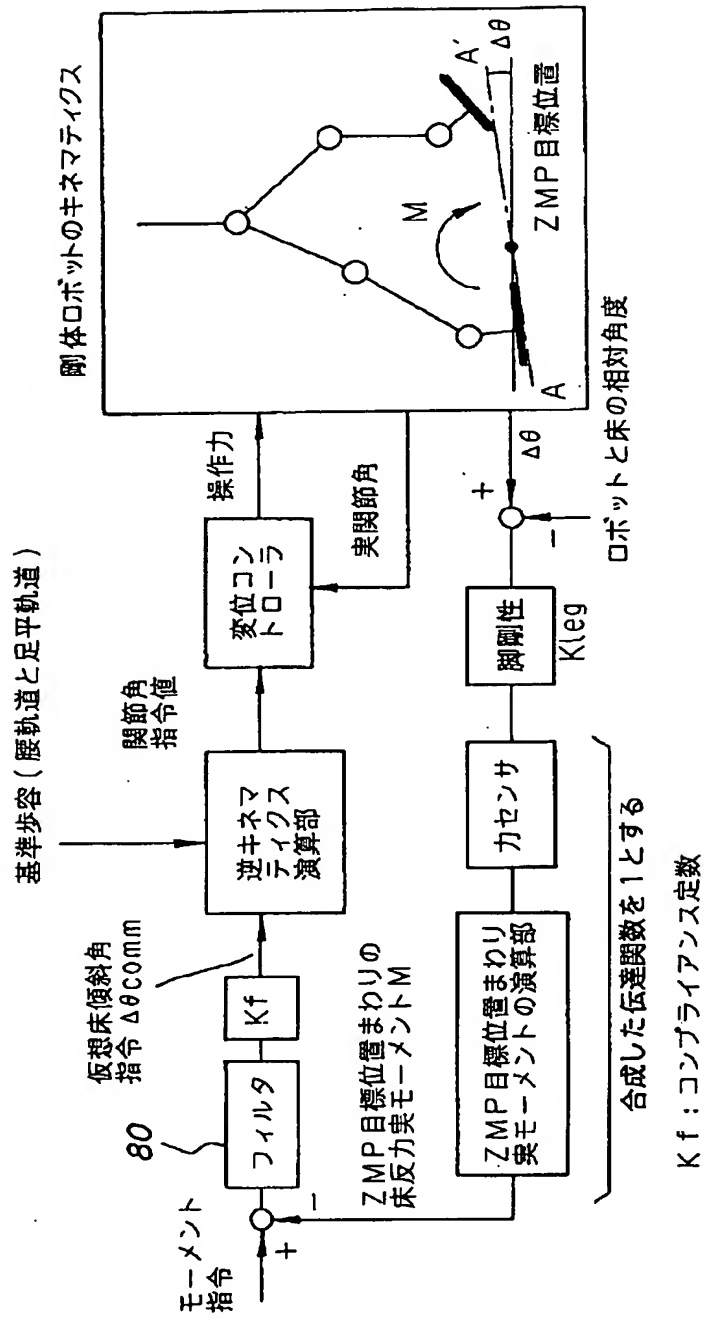 基準歩容(腰軌道と足平軌道)
剛体ロボットのキネマティクス
モーメント
指令
+
-
80
フィルタ
Kf
仮想床傾斜角
指令 Δθcomm
逆キネマ
ティクス
演算部
関節角
指令値
変位コン
トローラ
操作力
実関節角
M
A
A'
Δθ
ZMP目標位置
Δθ
+
-
ロボットと床の相対角度
脚剛性
Kleg
力センサ
ZMP目標位置まわり
実モーメントの演算部
ZMP目標位置まわりの
床反力実モーメントM
合成した伝達関数を1とする
Kf:コンプライアンス定数